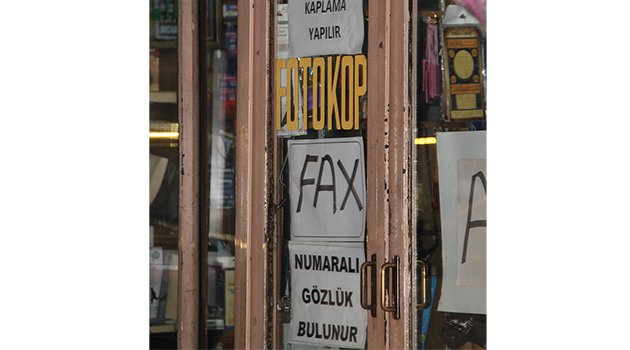 KAPLAMA
YAPILIR
FOTOKOP
FAX
NUMARALI
GÖZLÜK
BULUNUR
A